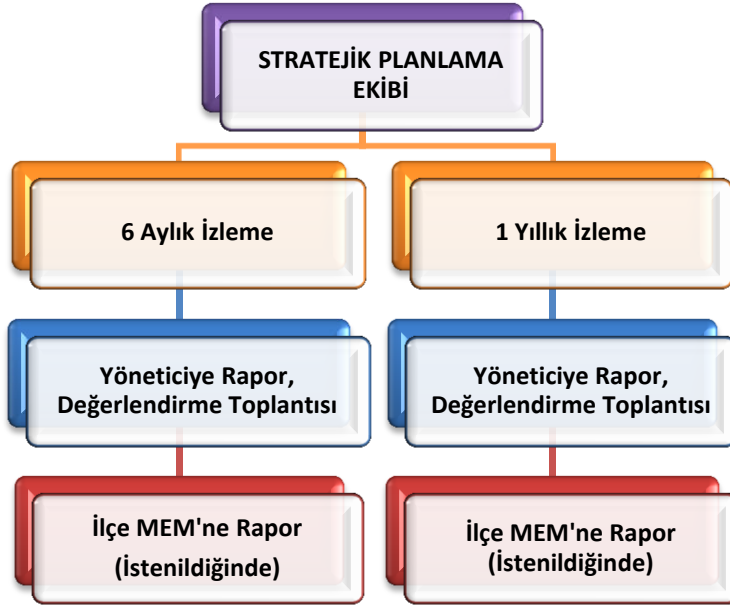 STRATEJİK PLANLAMA
EKİBİ
6 Aylık İzleme
1 Yıllık İzleme
Yöneticiye Rapor,
Değerlendirme Toplantısı
Yöneticiye Rapor,
Değerlendirme Toplantısı
İlçe MEM'ne Rapor
(İstenildiğinde)
İlçe MEM'ne Rapor
(İstenildiğinde)